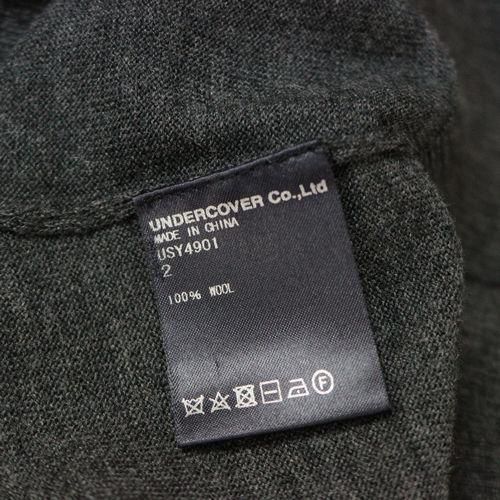 UNDERCOVER Co.,Ltd
MADE IN CHINA
USY4901
2
100% WOOL
F